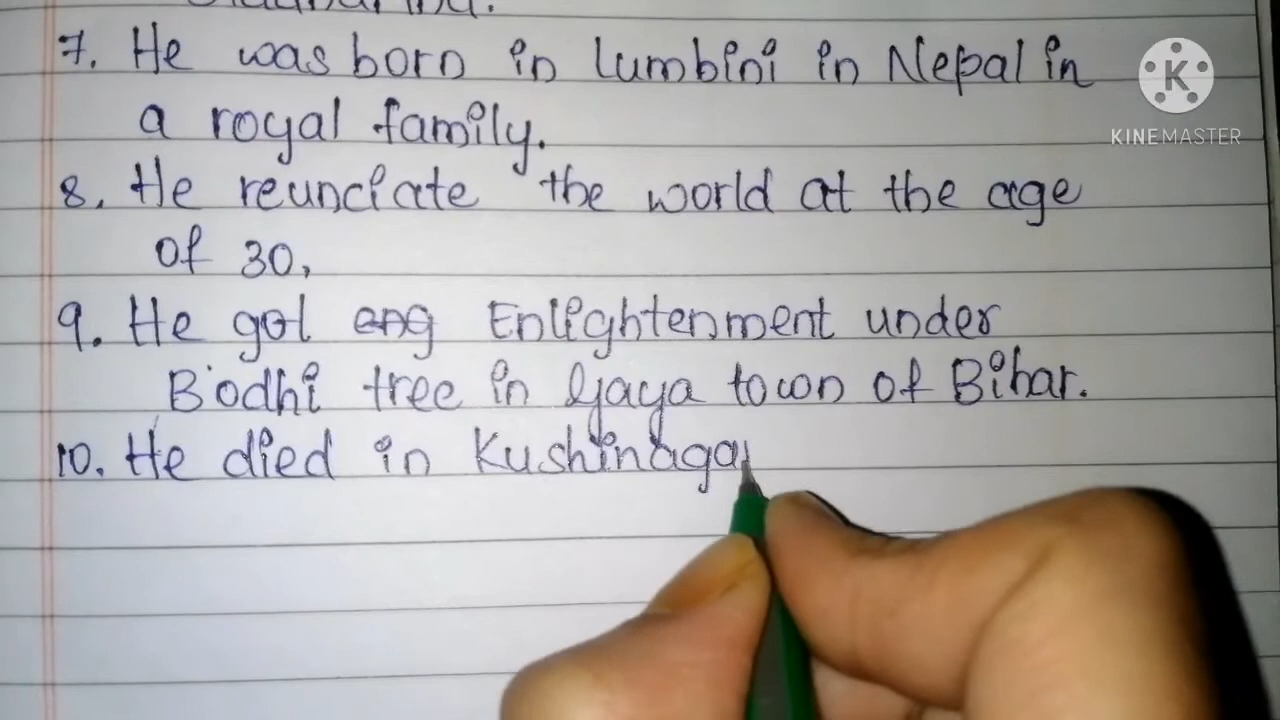 7. He was born in lumbini in Nepal in
a royal family.
KINEMASTER
8. He reunciate the world at the age
of 30,
9. He got eng Enlightenment under
Bodhi tree in Gaya town of Bihar.
10. He died in Kushinaga